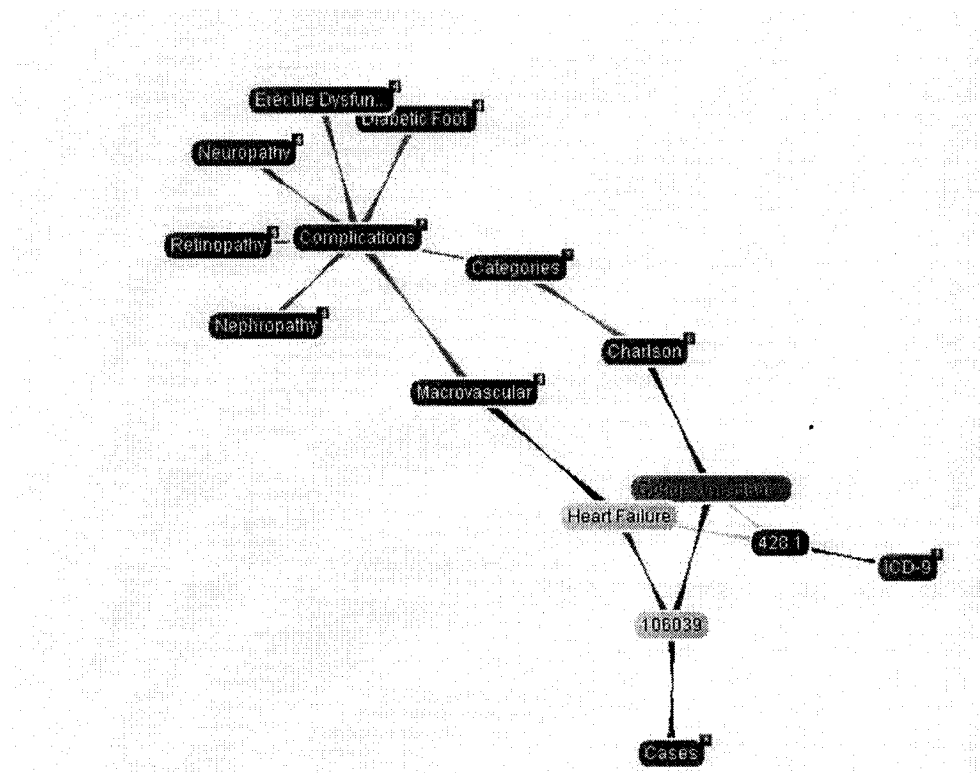 Erectile Dysfun...
Diabetic Foot
Neuropathy
Complications
Retinopathy
Categories
Nephropathy
Charlson
Macrovascular
Heart Failure
428.1
ICD-9
106039
Cases